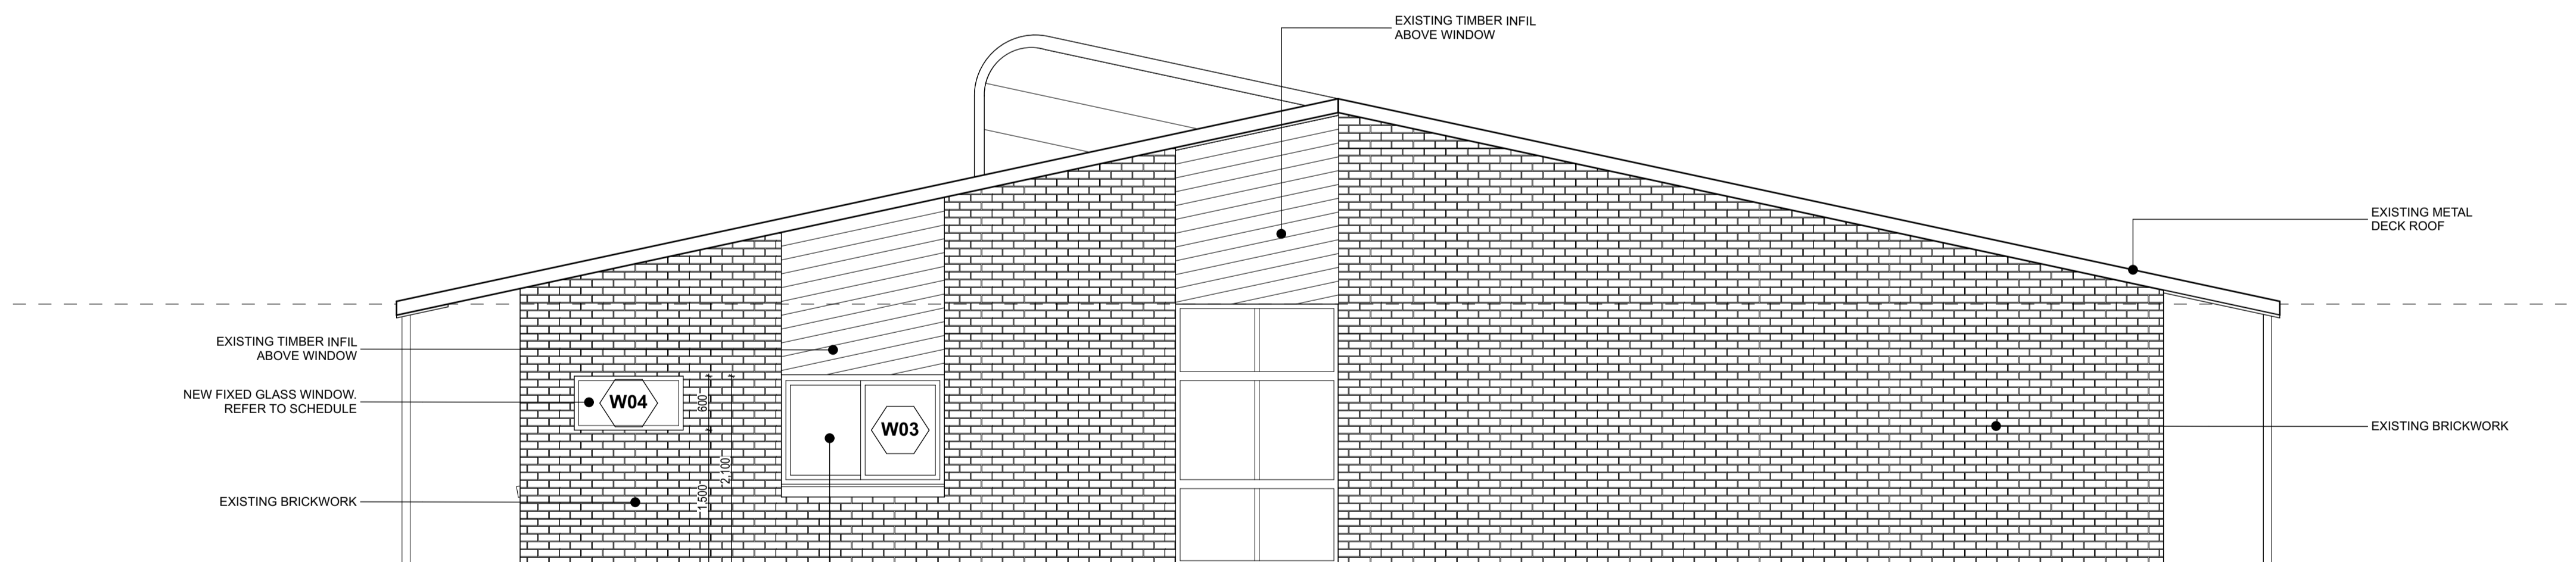 EXISTING TIMBER INFIL
ABOVE WINDOW
EXISTING METAL
DECK ROOF
EXISTING TIMBER INFIL
ABOVE WINDOW
NEW FIXED GLASS WINDOW.
REFER TO SCHEDULE
W04
600
W03
EXISTING BRICKWORK
2,100
1,500
EXISTING BRICKWORK